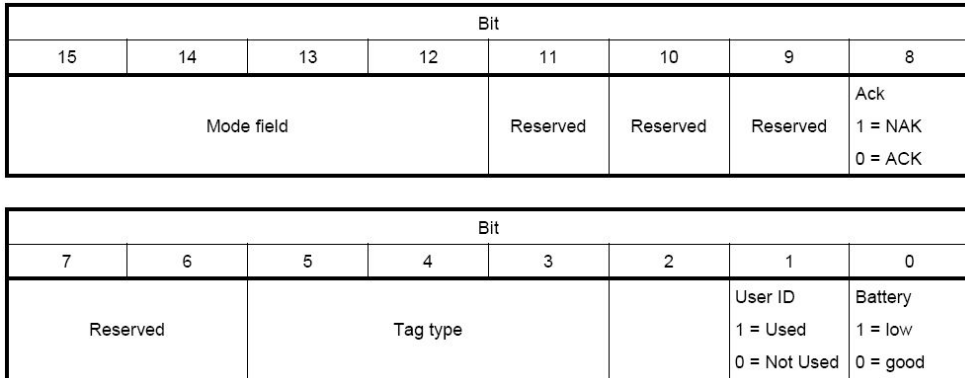 Bit
15 14 13 12 11 10 9 8
Mode field Reserved Reserved Reserved Ack
1 = NAK
0 = ACK
Bit
7 6 5 4 3 2 1 0
Reserved Tag type User ID Battery
1 = Used 1 = low
0 = Not Used 0 = good